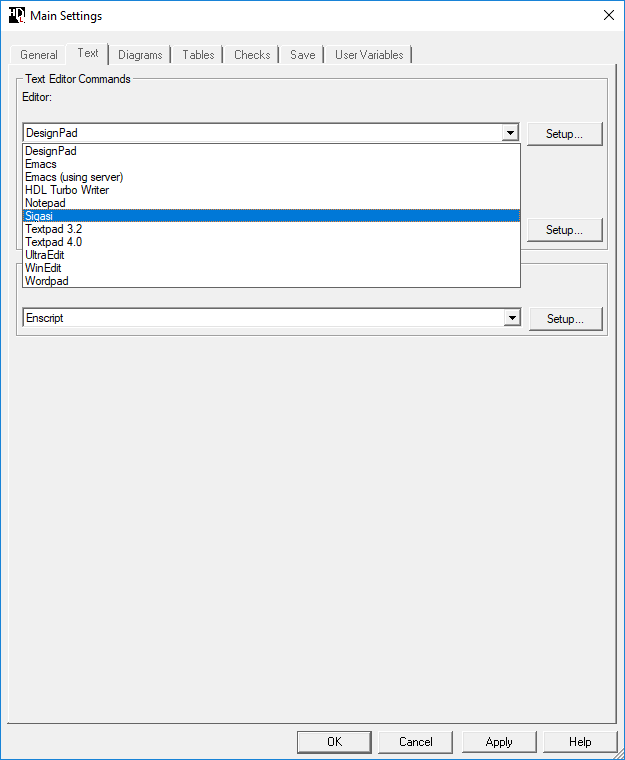 HDL Main Settings
General Text Diagrams Tables Checks Save User Variables
Text Editor Commands
Editor:
DesignPad Setup...
DesignPad
Emacs
Emacs (using server)
HDL Turbo Writer
Notepad
Sigasi
Textpad 3.2
Setup...
Textpad 4.0
UltraEdit
WinEdit
Wordpad
Enscript Setup...
OK Cancel Apply Help